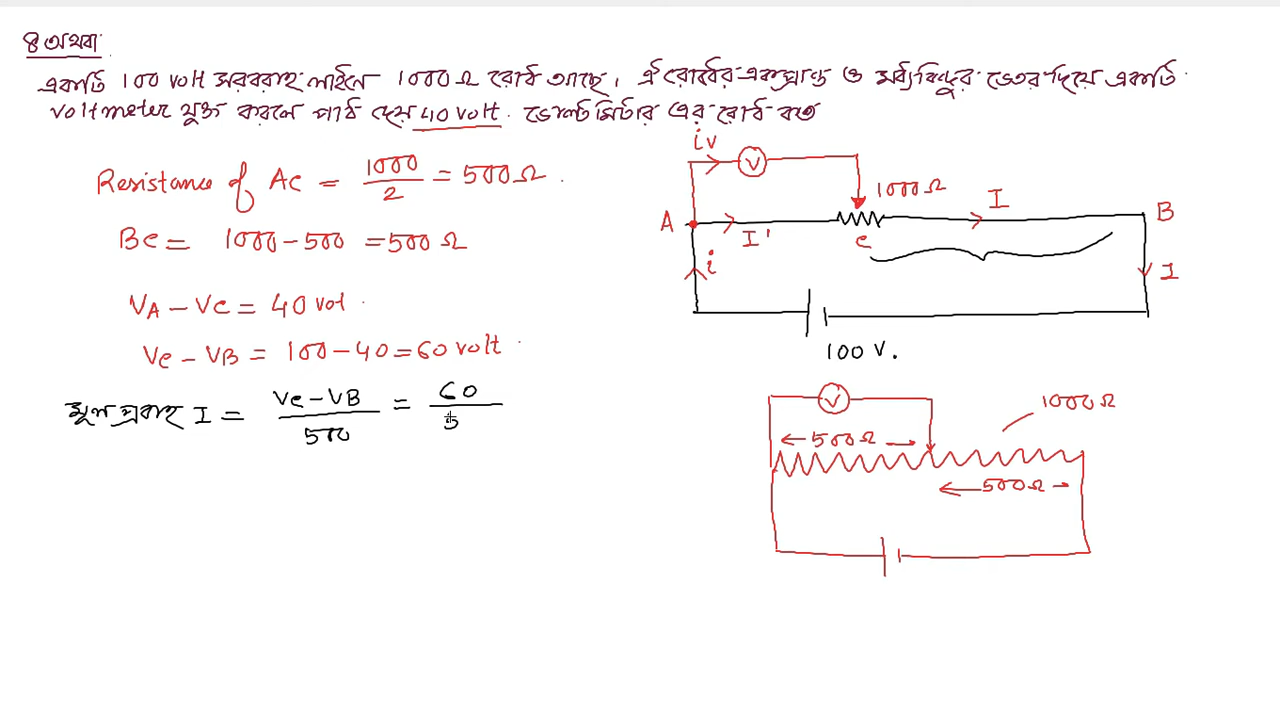 8 অথবা
একটি 100 volt সরবরাহ লাইনে 1000 Ω রোধ আছে। ঐ রোধের একপ্রান্ত ও মধ্যবিন্দুর ভেতর দিয়ে একটি
voltmeter যুক্ত করলে পাঠ দেয় 40 volt. ভোল্টমিটার এর রোধ কত
iv
V
Resistance of AC = 1000/2 = 500 Ω
1000 Ω
A I' C I B
BC = 1000 - 500 = 500 Ω
i I
VA - VC = 40 vol
VC - VB = 100 - 40 = 60 volt
100 V.
মূল প্রবাহ I = VC - VB / 500 = 60 / 5
V
1000 Ω
500 Ω
500 Ω